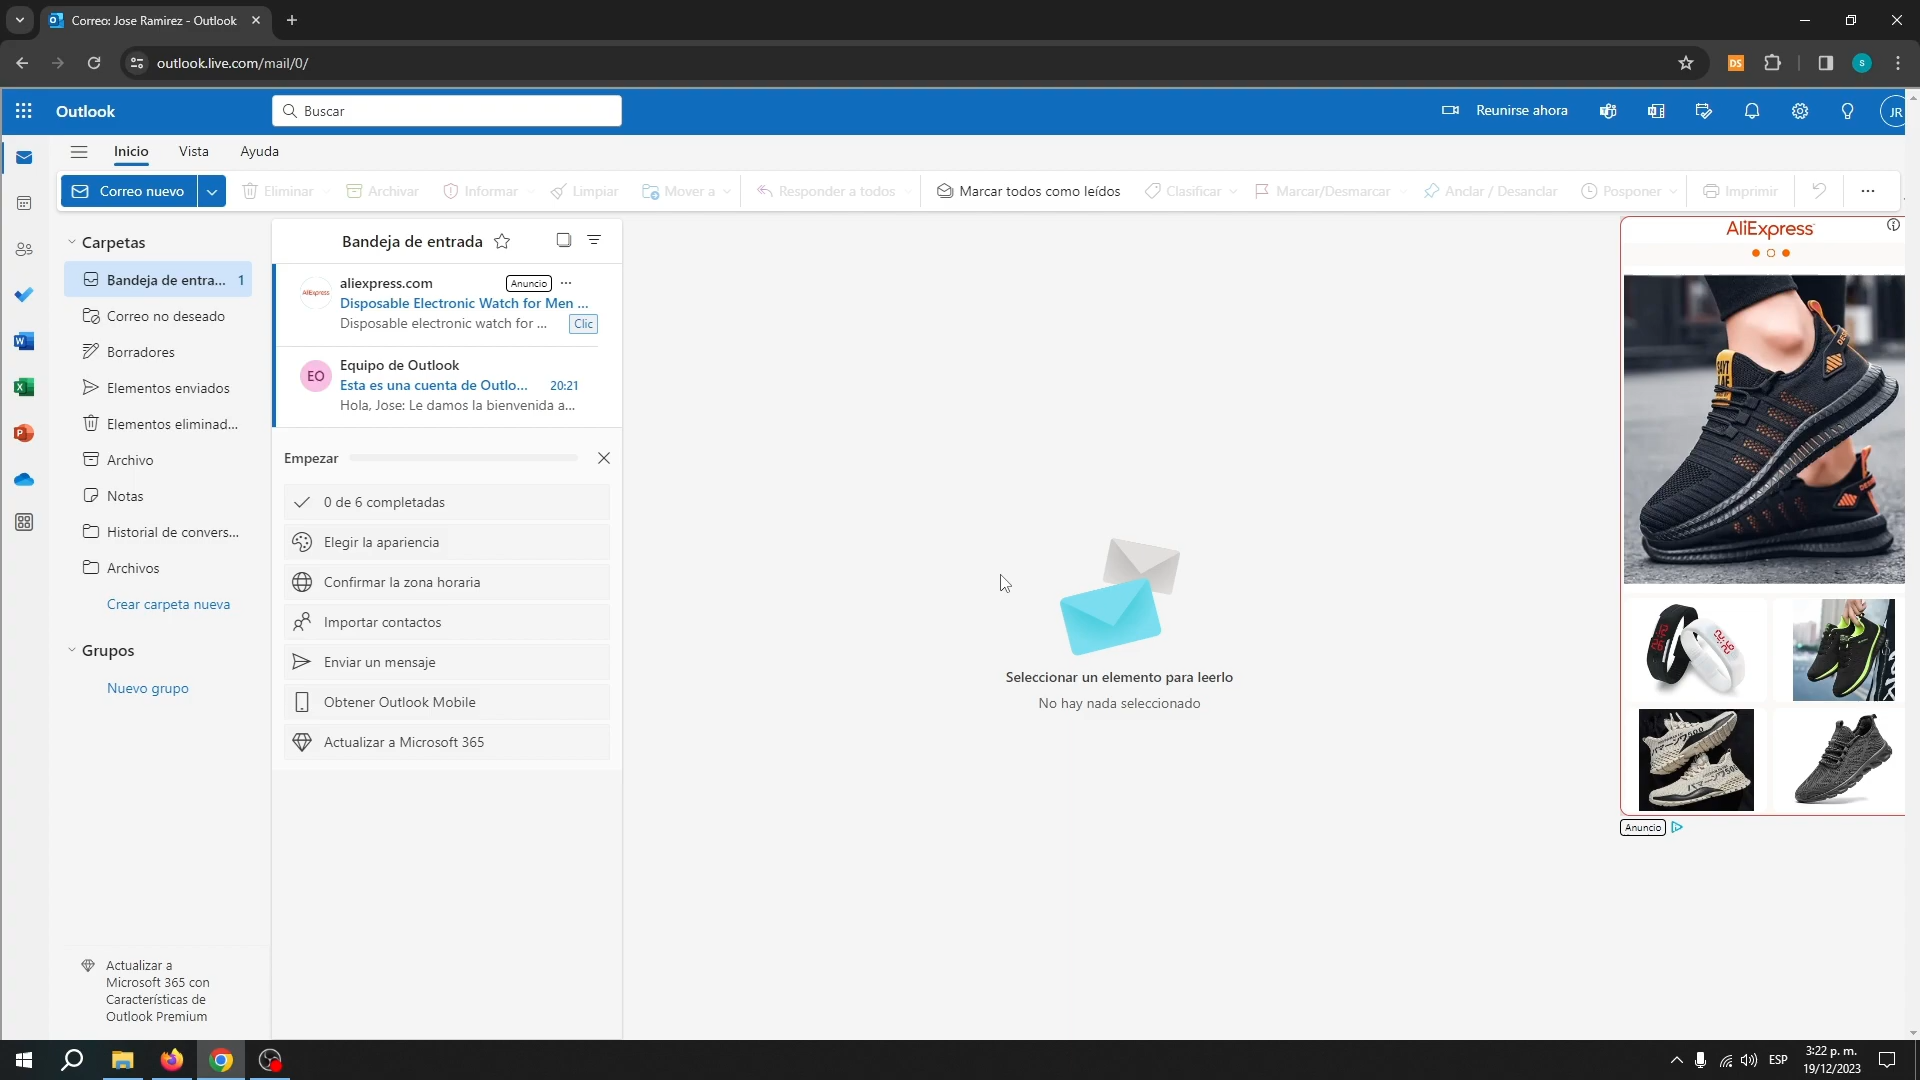 Correo: Jose Ramirez - Outlook
outlook.live.com/mail/0/
DS
S
Outlook
Buscar
Reunirse ahora
JR
Inicio
Vista
Ayuda
Correo nuevo
Eliminar
Archivar
Informar
Limpiar
Mover a
Responder a todos
Marcar todos como leídos
Clasificar
Marcar/Desmarcar
Anclar / Desanclar
Posponer
Imprimir
Carpetas
Bandeja de entra... 1
Correo no deseado
Borradores
Elementos enviados
Elementos eliminad...
Archivo
Notas
Historial de convers...
Archivos
Crear carpeta nueva
Grupos
Nuevo grupo
Actualizar a
Microsoft 365 con
Características de
Outlook Premium
Bandeja de entrada
AliExpress
aliexpress.com
Anuncio
Disposable Electronic Watch for Men ...
Disposable electronic watch for ...
Clic
EO
Equipo de Outlook
Esta es una cuenta de Outlo... 20:21
Hola, Jose: Le damos la bienvenida a...
Empezar
0 de 6 completadas
Elegir la apariencia
Confirmar la zona horaria
Importar contactos
Enviar un mensaje
Obtener Outlook Mobile
Actualizar a Microsoft 365
Seleccionar un elemento para leerlo
No hay nada seleccionado
AliExpress
Anuncio
ESP
3:22 p. m.
19/12/2023